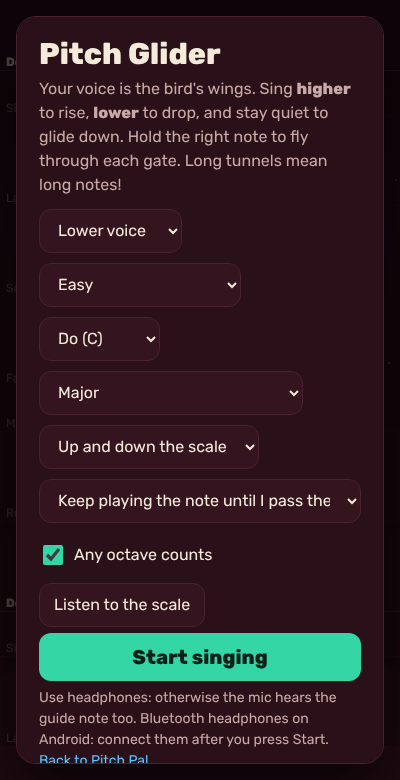 Pitch Glider
Your voice is the bird's wings. Sing higher
to rise, lower to drop, and stay quiet to
glide down. Hold the right note to fly
through each gate. Long tunnels mean
long notes!
Lower voice
Easy
Do (C)
Major
Up and down the scale
Keep playing the note until I pass the
Any octave counts
Listen to the scale
Start singing
Use headphones: otherwise the mic hears the
guide note too. Bluetooth headphones on
Android: connect them after you press Start.
Back to Pitch Pal